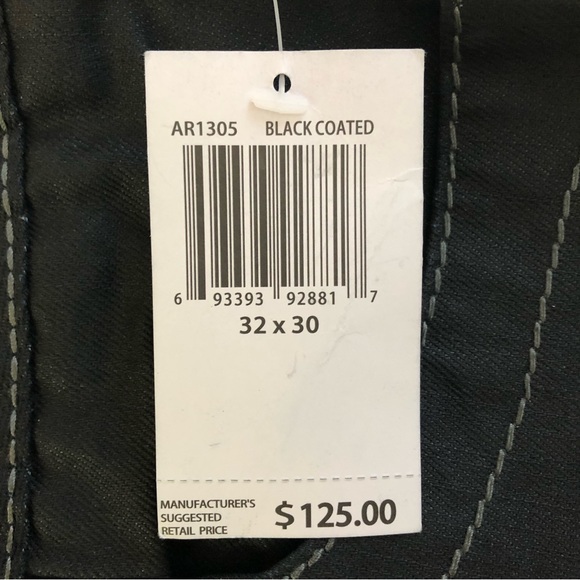 AR1305 BLACK COATED
6 93393 92881 7
32 x 30
MANUFACTURER'S
SUGGESTED
RETAIL PRICE
$125.00